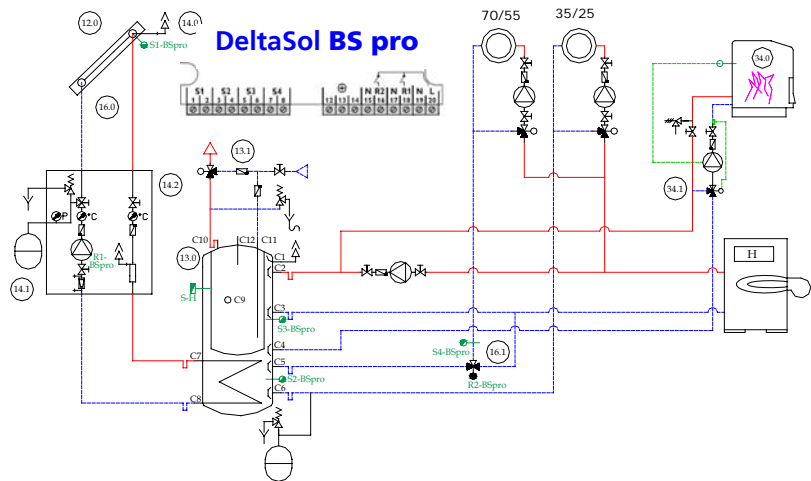 70/55
35/25
12.0
14.0
S1-BSpro
DeltaSol BS pro
34.0
S1 S2 S3 S4
N R2 N R1 N L
1 2 3 4 5 6 7 8
12 13 14 15 16 17 18 19 20
16.0
13.1
14.2
34.1
P
°C
°C
C10
C12
C11
13.0
C1
C2
R1-
BSpro
14.1
H
S-H
C9
C3
S3-BSpro
C4
S4-BSpro
16.1
C7
C5
S2-BSpro
R2-BSpro
C6
C8